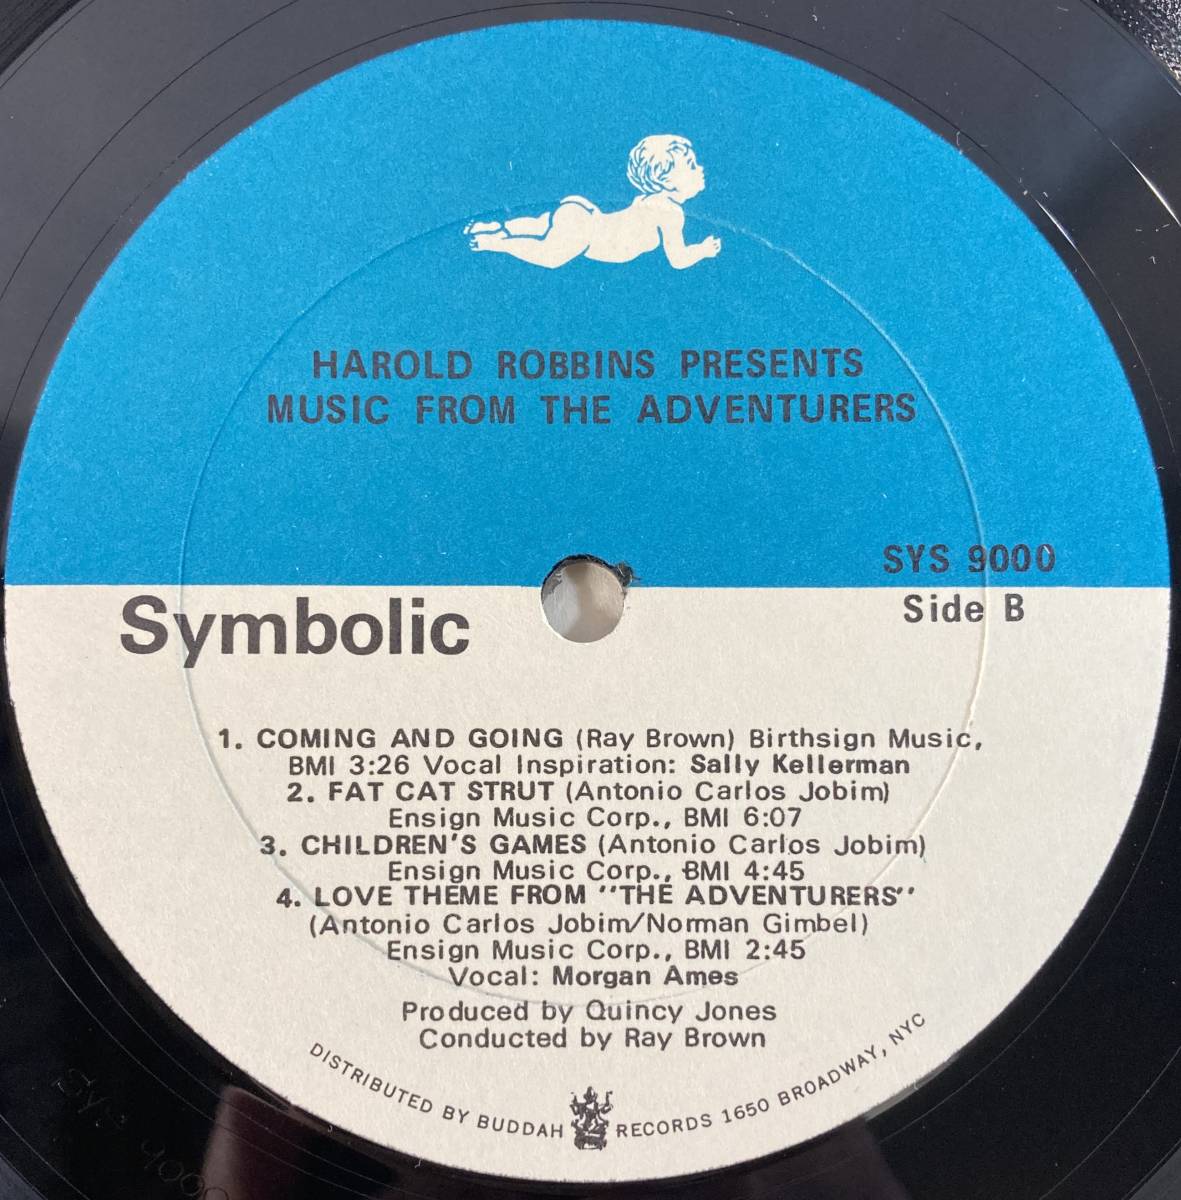 HAROLD ROBBINS PRESENTS
MUSIC FROM THE ADVENTURERS
SYS 9000
Side B
Symbolic
1. COMING AND GOING (Ray Brown) Birthsign Music,
BMI 3:26 Vocal Inspiration: Sally Kellerman
2. FAT CAT STRUT (Antonio Carlos Jobim)
Ensign Music Corp., BMI 6:07
3. CHILDREN'S GAMES (Antonio Carlos Jobim)
Ensign Music Corp., BMI 4:45
4. LOVE THEME FROM "THE ADVENTURERS"
(Antonio Carlos Jobim/Norman Gimbel)
Ensign Music Corp., BMI 2:45
Vocal: Morgan Ames
Produced by Quincy Jones
Conducted by Ray Brown
DISTRIBUTED BY BUDDAH RECORDS 1650 BROADWAY, NYC